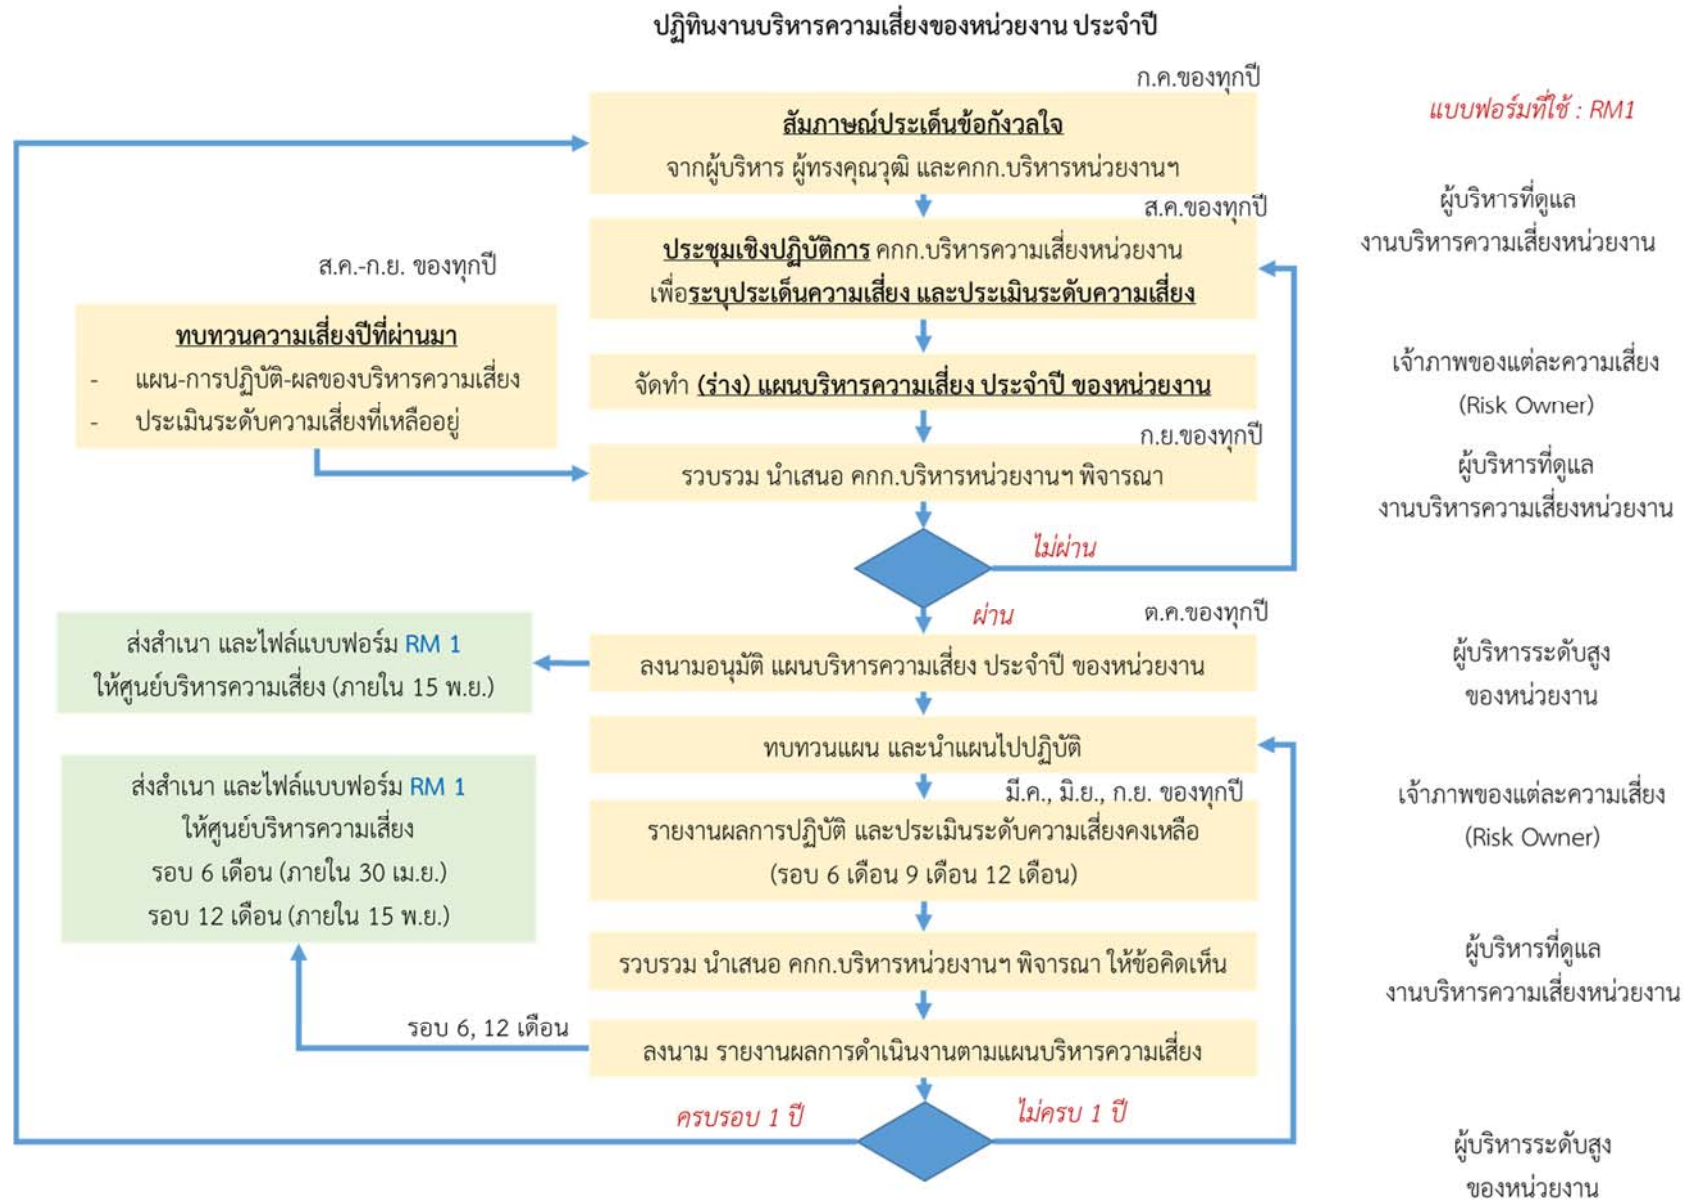 ปฏิทินงานบริหารความเสี่ยงของหน่วยงาน ประจำปี
ก.ค.ของทุกปี
แบบฟอร์มที่ใช้ : RM1
สัมภาษณ์ประเด็นข้อกังวลใจ
จากผู้บริหาร ผู้ทรงคุณวุฒิ และคกก.บริหารหน่วยงานฯ
ผู้บริหารที่ดูแล
งานบริหารความเสี่ยงหน่วยงาน
ส.ค.ของทุกปี
ประชุมเชิงปฏิบัติการ คกก.บริหารความเสี่ยงหน่วยงาน
เพื่อระบุประเด็นความเสี่ยง และประเมินระดับความเสี่ยง
ส.ค.-ก.ย. ของทุกปี
ทบทวนความเสี่ยงปีที่ผ่านมา
- แผน-การปฏิบัติ-ผลของบริหารความเสี่ยง
- ประเมินระดับความเสี่ยงที่เหลืออยู่
จัดทำ (ร่าง) แผนบริหารความเสี่ยง ประจำปี ของหน่วยงาน
เจ้าภาพของแต่ละความเสี่ยง
(Risk Owner)
ก.ย.ของทุกปี
รวบรวม นำเสนอ คกก.บริหารหน่วยงานฯ พิจารณา
ผู้บริหารที่ดูแล
งานบริหารความเสี่ยงหน่วยงาน
ไม่ผ่าน
ผ่าน
ต.ค.ของทุกปี
ส่งสำเนา และไฟล์แบบฟอร์ม RM 1
ให้ศูนย์บริหารความเสี่ยง (ภายใน 15 พ.ย.)
ลงนามอนุมัติ แผนบริหารความเสี่ยง ประจำปี ของหน่วยงาน
ผู้บริหารระดับสูง
ของหน่วยงาน
ทบทวนแผน และนำแผนไปปฏิบัติ
มี.ค., มิ.ย., ก.ย. ของทุกปี
ส่งสำเนา และไฟล์แบบฟอร์ม RM 1
ให้ศูนย์บริหารความเสี่ยง
รอบ 6 เดือน (ภายใน 30 เม.ย.)
รอบ 12 เดือน (ภายใน 15 พ.ย.)
รายงานผลการปฏิบัติ และประเมินระดับความเสี่ยงคงเหลือ
(รอบ 6 เดือน 9 เดือน 12 เดือน)
เจ้าภาพของแต่ละความเสี่ยง
(Risk Owner)
รวบรวม นำเสนอ คกก.บริหารหน่วยงานฯ พิจารณา ให้ข้อคิดเห็น
ผู้บริหารที่ดูแล
งานบริหารความเสี่ยงหน่วยงาน
รอบ 6, 12 เดือน
ลงนาม รายงานผลการดำเนินงานตามแผนบริหารความเสี่ยง
ครบรอบ 1 ปี
ไม่ครบ 1 ปี
ผู้บริหารระดับสูง
ของหน่วยงาน